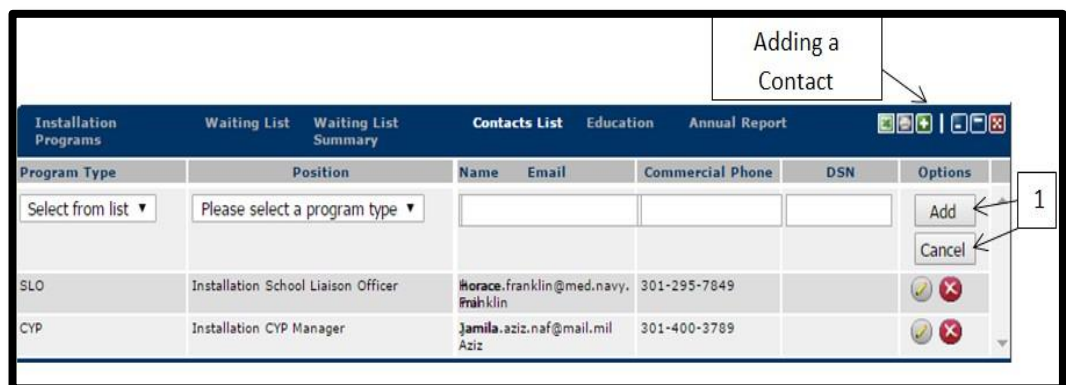 Adding a
Contact
Installation Programs Waiting List Waiting List Summary Contacts List Education Annual Report
Program Type Position Name Email Commercial Phone DSN Options
Select from list Please select a program type Add
1
Cancel
SLO Installation School Liaison Officer .franklin@med.navy. 301-295-7849
CYP Installation CYP Manager Jamila.aziz.naf@mail.mil 301-400-3789
Aziz